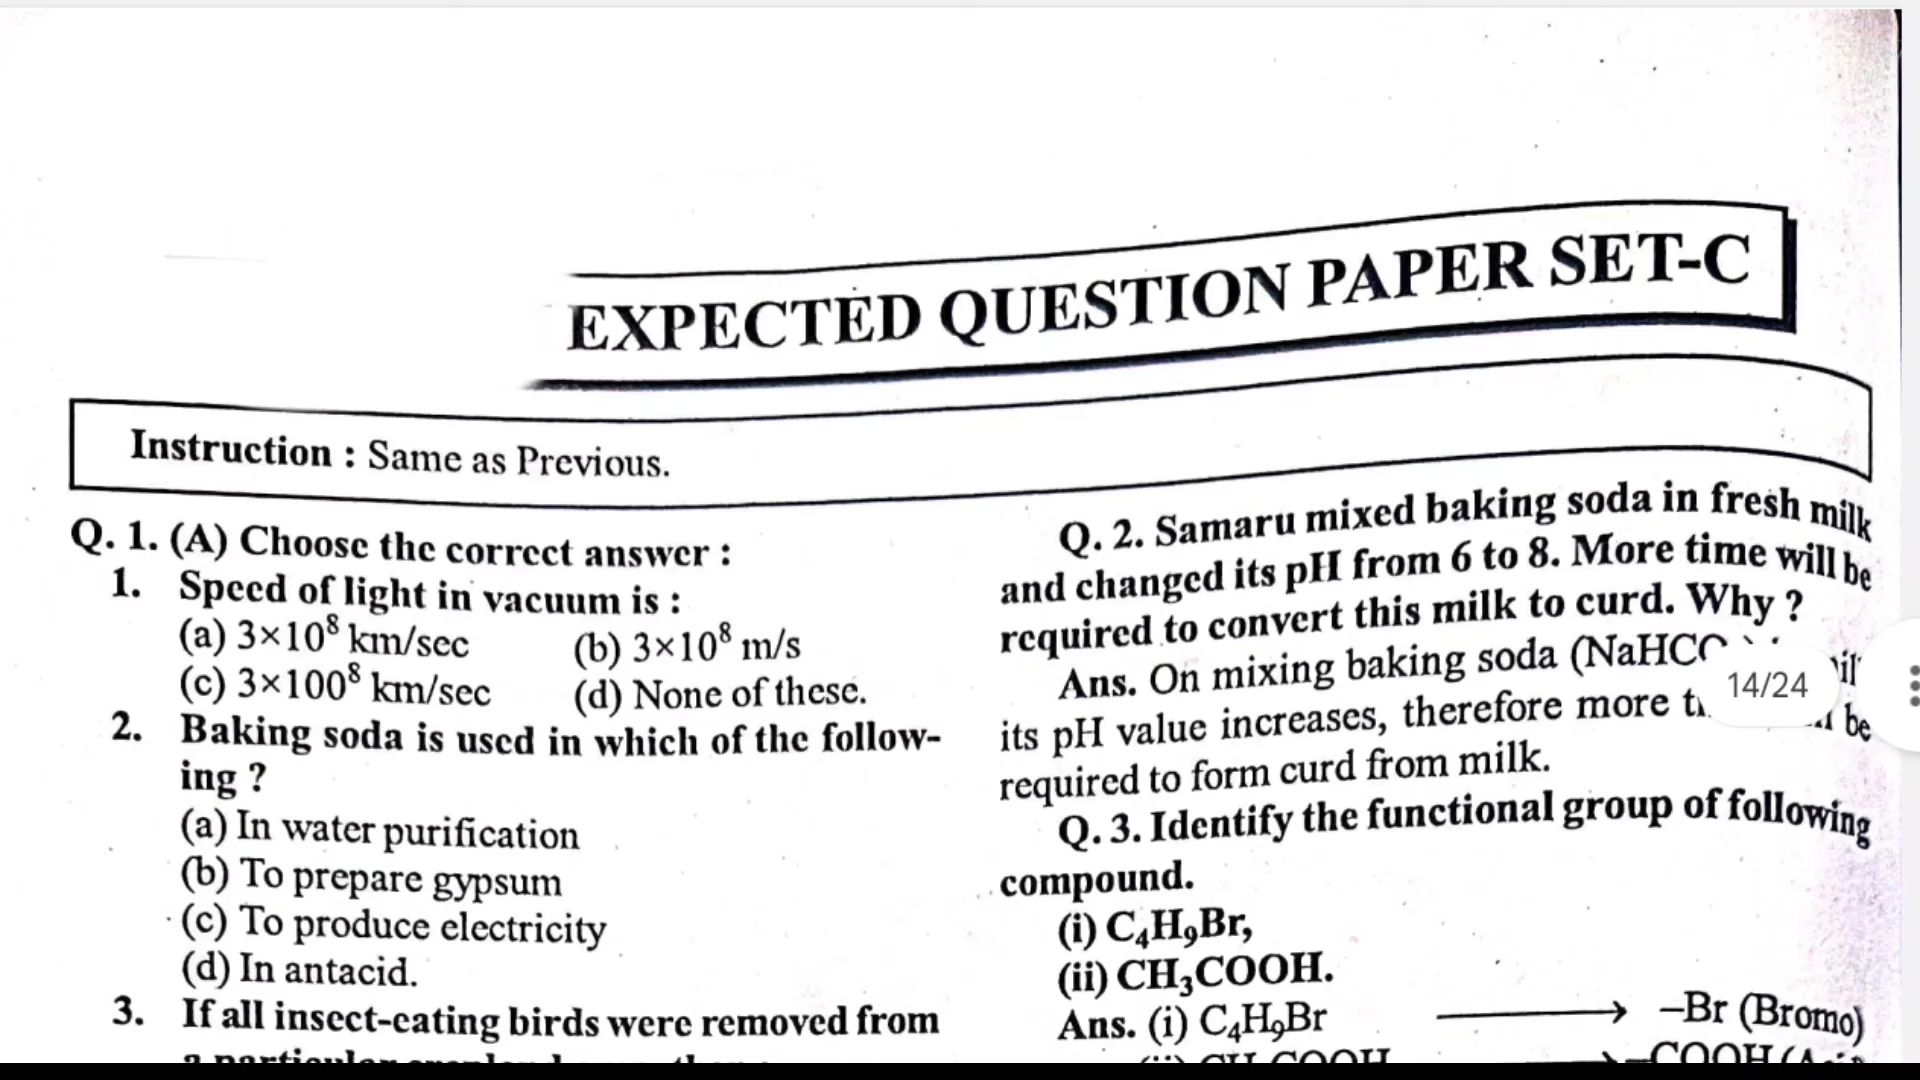 EXPECTED QUESTION PAPER SET-C
Instruction : Same as Previous.
Q. 1. (A) Choose the correct answer :
1. Speed of light in vacuum is :
(a) 3×10⁸ km/sec (b) 3×10⁸ m/s
(c) 3×100⁸ km/sec (d) None of these.
2. Baking soda is used in which of the follow-
ing ?
(a) In water purification
(b) To prepare gypsum
(c) To produce electricity
(d) In antacid.
3. If all insect-eating birds were removed from
Q. 2. Samaru mixed baking soda in fresh milk
and changed its pH from 6 to 8. More time will be
required to convert this milk to curd. Why ?
Ans. On mixing baking soda
its pH value increases, therefore more be
required to form curd from milk.
Q. 3. Identify the functional group of following
compound.
(i) C₄H₉Br,
(ii) CH₃COOH.
Ans. (i) C₄H₉Br ⟶ –Br (Bromo)
14/24